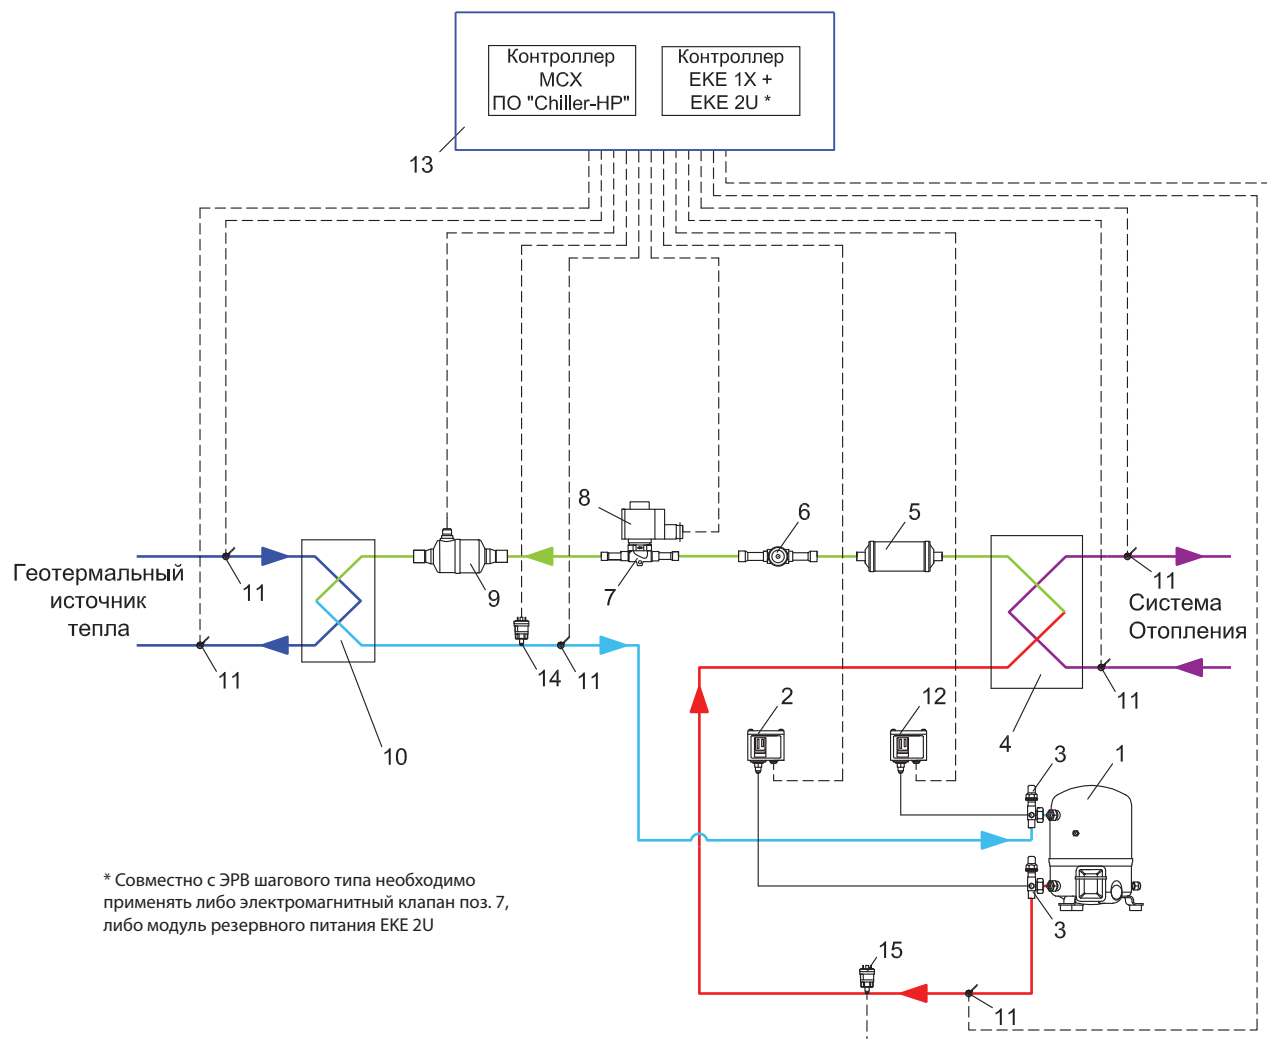 Контроллер
МСХ
ПО "Chiller-HP"
Контроллер
EKE 1X +
EKE 2U *
13
8
6
5
Геотермальный
источник
тепла
11
9
7
11
Система
Отопления
11
10
14
11
2
12
4
11
3
1
* Совместно с ЭРВ шагового типа необходимо
применять либо электромагнитный клапан поз. 7,
либо модуль резервного питания EKE 2U
3
15
11